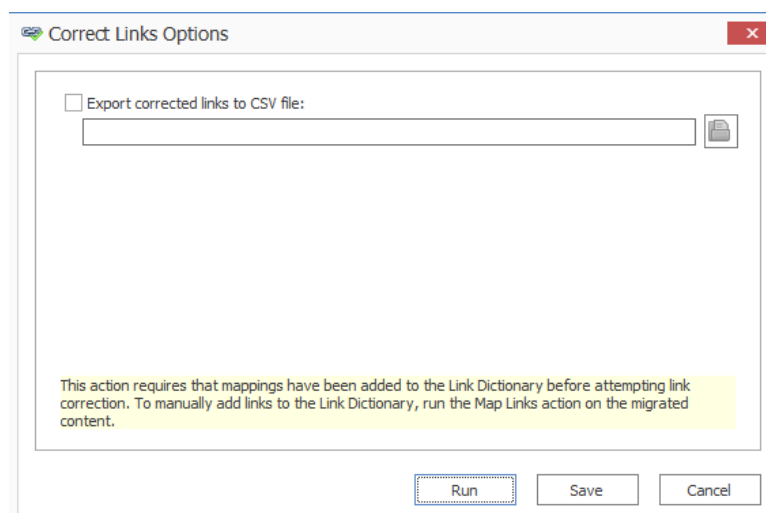 Correct Links Options
Export corrected links to CSV file:
This action requires that mappings have been added to the Link Dictionary before attempting link
correction. To manually add links to the Link Dictionary, run the Map Links action on the migrated
content.
Run Save Cancel